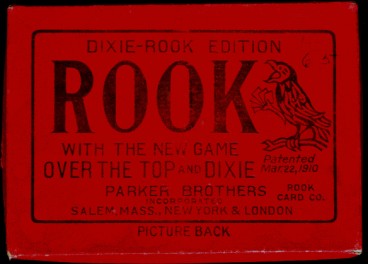 DIXIE-ROOK EDITION
ROOK
WITH THE NEW GAME
OVER THE TOP AND DIXIE
Patented
Mar. 22, 1910
PARKER BROTHERS
INCORPORATED
SALEM, MASS., NEW YORK & LONDON
ROOK
CARD CO.
PICTURE BACK